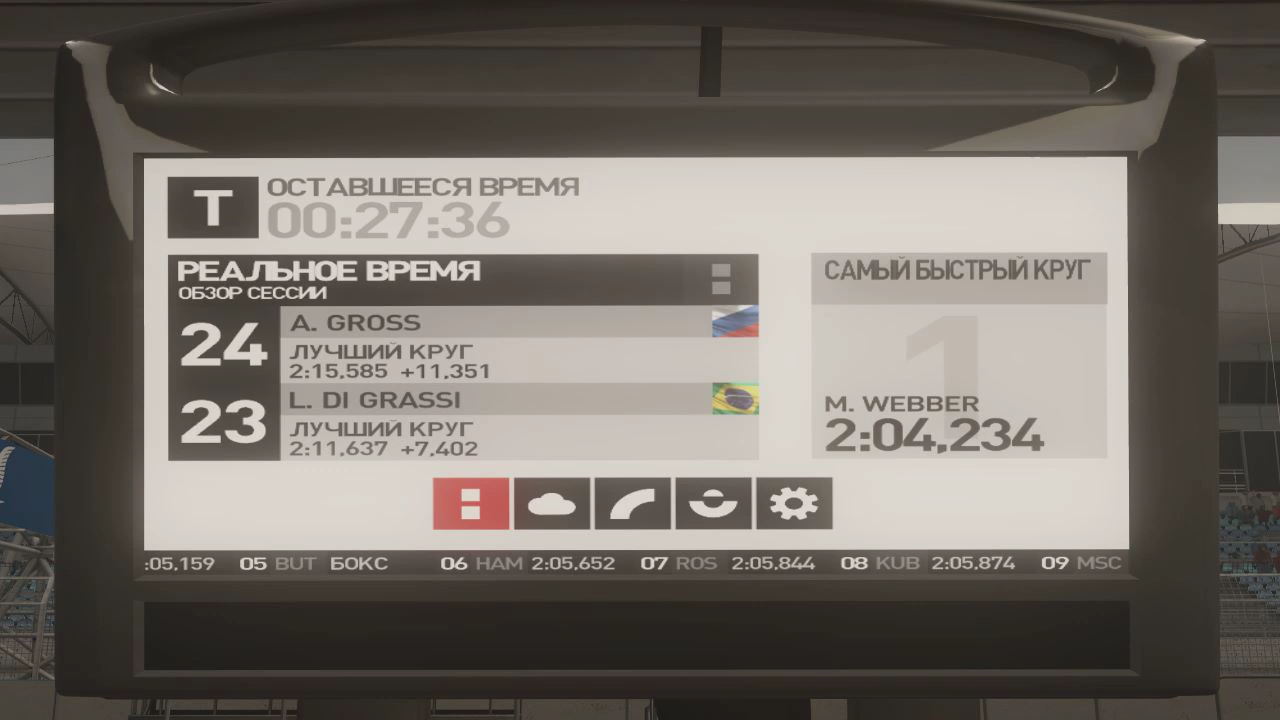 T
ОСТАВШЕЕСЯ ВРЕМЯ
00:27:36
РЕАЛЬНОЕ ВРЕМЯ
ОБЗОР СЕССИИ
24
A. GROSS
ЛУЧШИЙ КРУГ
2:15,585 +11,351
23
L. DI GRASSI
ЛУЧШИЙ КРУГ
2:11,637 +7,402
САМЫЙ БЫСТРЫЙ КРУГ
1
M. WEBBER
2:04,234
:05,159 05 BUT БОКС 06 HAM 2:05,652 07 ROS 2:05,844 08 KUB 2:05,874 09 MSC